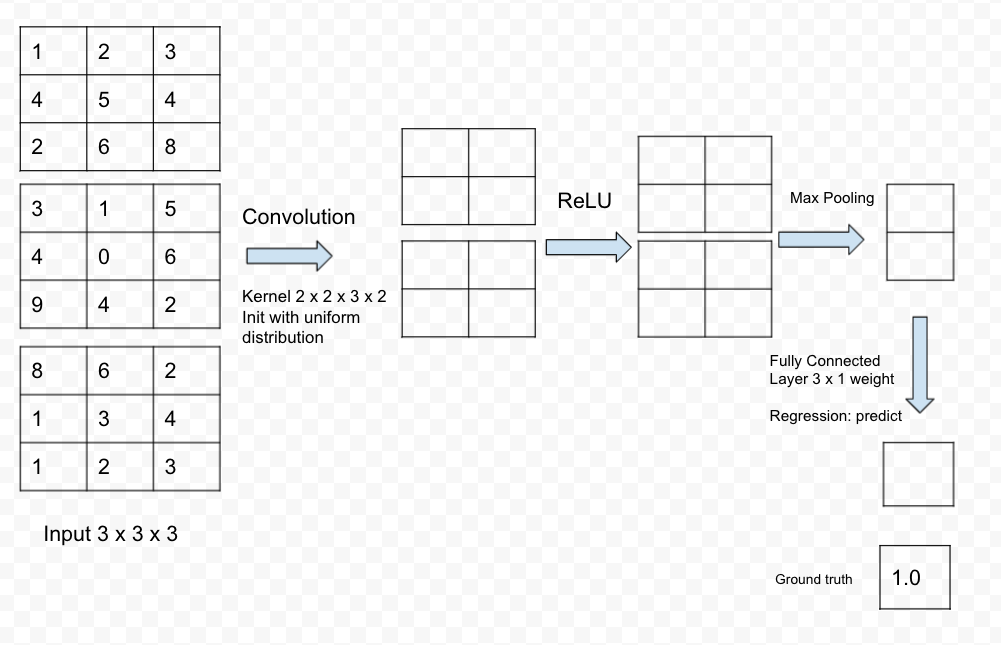 1 2 3
4 5 4
2 6 8
3 1 5
4 0 6
9 4 2
8 6 2
1 3 4
1 2 3
Input 3 x 3 x 3
Convolution
Kernel 2 x 2 x 3 x 2
Init with uniform
distribution
ReLU
Max Pooling
Fully Connected
Layer 3 x 1 weight
Regression: predict
Ground truth
1.0